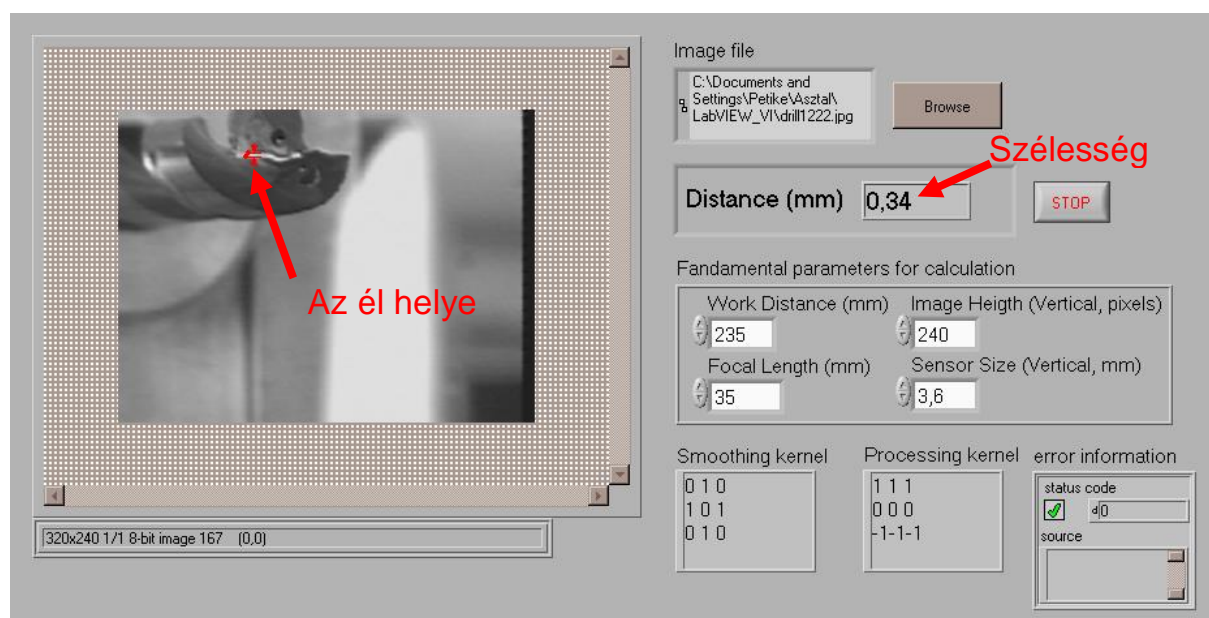 Image file
C:\Documents and
Settings\Petike\Asztal\
LabVIEW_VI\drill1222.jpg
Browse
Szélesség
Distance (mm) 0,34
STOP
Az él helye
Fandamental parameters for calculation
Work Distance (mm) Image Heigth (Vertical, pixels)
235 240
Focal Length (mm) Sensor Size (Vertical, mm)
35 3,6
Smoothing kernel Processing kernel error information
0 1 0
1 0 1
0 1 0
1 1 1
0 0 0
-1-1-1
status code
d0
source
320x240 1/1 8-bit image 167 (0,0)